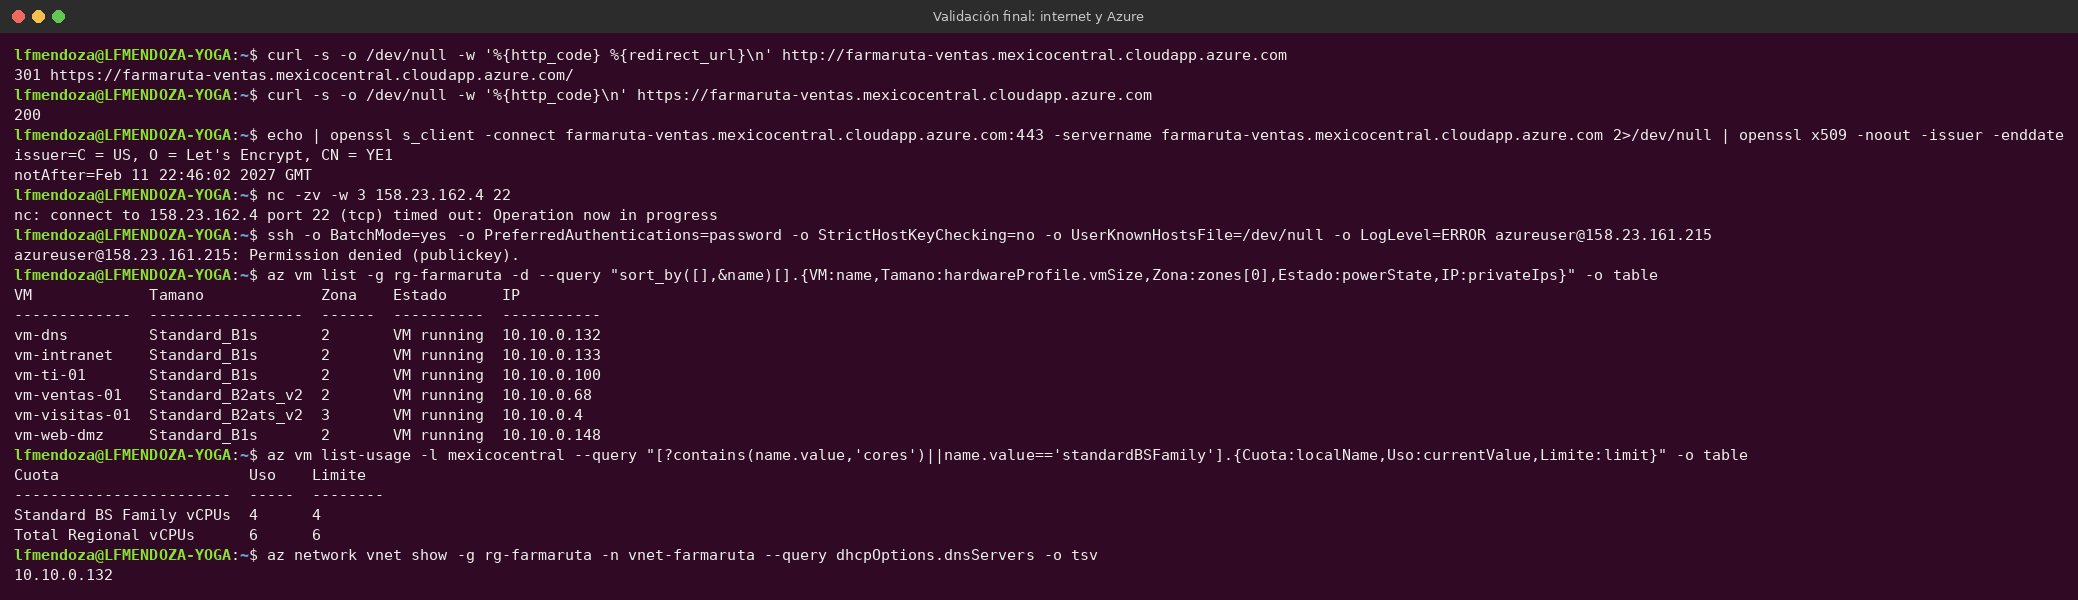 Validación final: internet y Azure
lfmendoza@LFMENDOZA-YOGA:~$ curl -s -o /dev/null -w '%{http_code} %{redirect_url}\n' http://farmaruta-ventas.mexicocentral.cloudapp.azure.com
301 https://farmaruta-ventas.mexicocentral.cloudapp.azure.com/
lfmendoza@LFMENDOZA-YOGA:~$ curl -s -o /dev/null -w '%{http_code}\n' https://farmaruta-ventas.mexicocentral.cloudapp.azure.com
200
lfmendoza@LFMENDOZA-YOGA:~$ echo | openssl s_client -connect farmaruta-ventas.mexicocentral.cloudapp.azure.com:443 -servername farmaruta-ventas.mexicocentral.cloudapp.azure.com 2>/dev/null | openssl x509 -noout -issuer -enddate
issuer=C = US, O = Let's Encrypt, CN = YE1
notAfter=Feb 11 22:46:02 2027 GMT
lfmendoza@LFMENDOZA-YOGA:~$ nc -zv -w 3 158.23.162.4 22
nc: connect to 158.23.162.4 port 22 (tcp) timed out: Operation now in progress
lfmendoza@LFMENDOZA-YOGA:~$ ssh -o BatchMode=yes -o PreferredAuthentications=password -o StrictHostKeyChecking=no -o UserKnownHostsFile=/dev/null -o LogLevel=ERROR azureuser@158.23.161.215
azureuser@158.23.161.215: Permission denied (publickey).
lfmendoza@LFMENDOZA-YOGA:~$ az vm list -g rg-farmaruta -d --query "sort_by([],&name)[].{VM:name,Tamano:hardwareProfile.vmSize,Zona:zones[0],Estado:powerState,IP:privateIps}" -o table
VM             Tamano             Zona    Estado      IP
-------------  -----------------  ------  ----------  -----------
vm-dns         Standard_B1s       2       VM running  10.10.0.132
vm-intranet    Standard_B1s       2       VM running  10.10.0.133
vm-ti-01       Standard_B1s       2       VM running  10.10.0.100
vm-ventas-01   Standard_B2ats_v2  2       VM running  10.10.0.68
vm-visitas-01  Standard_B2ats_v2  3       VM running  10.10.0.4
vm-web-dmz     Standard_B1s       2       VM running  10.10.0.148
lfmendoza@LFMENDOZA-YOGA:~$ az vm list-usage -l mexicocentral --query "[?contains(name.value,'cores')||name.value=='standardBSFamily'].{Cuota:localName,Uso:currentValue,Limite:limit}" -o table
Cuota                     Uso    Limite
------------------------  -----  --------
Standard BS Family vCPUs  4      4
Total Regional vCPUs      6      6
lfmendoza@LFMENDOZA-YOGA:~$ az network vnet show -g rg-farmaruta -n vnet-farmaruta --query dhcpOptions.dnsServers -o tsv
10.10.0.132